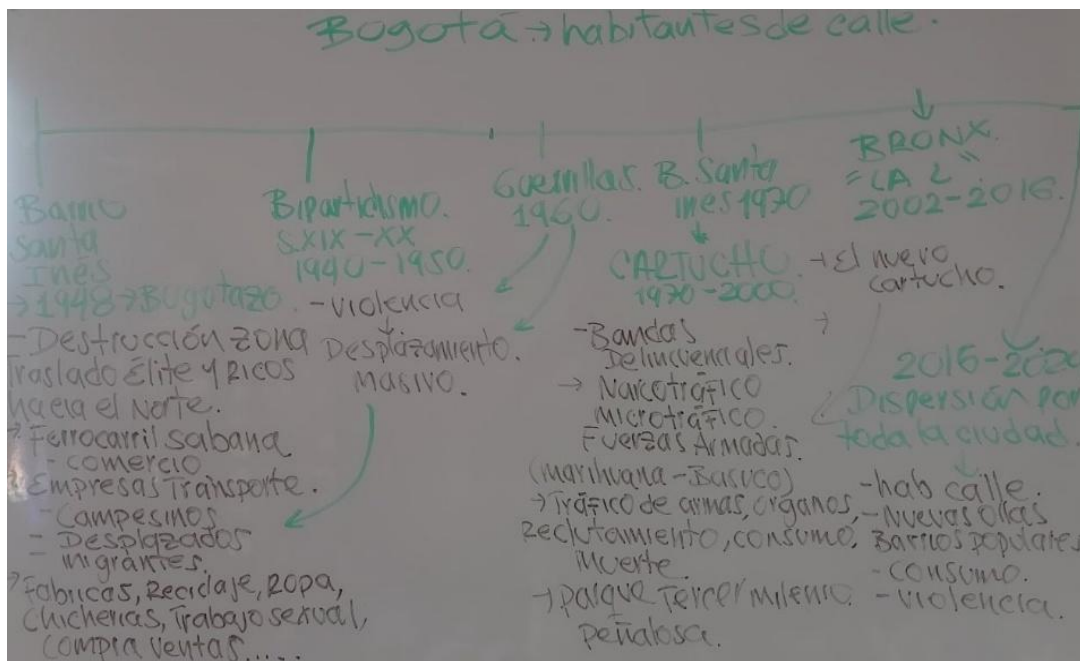 Bogotá → habitantes de calle.
Barrio
Santa
Inés
→ 1948 → Bogotazo.
- Destrucción zona
Traslado Élite y Ricos
hacia el Norte.
→ Ferrocarril sabana
- comercio
→ Empresas Transporte.
- Campesinos
- Desplazados
migrantes.
→ Fabricas, Reciclaje, Ropa,
chicherias, Trabajo sexual,
compra ventas.....
Bipartidismo.
S. XIX - XX
1940 - 1950.
- violencia
Desplazamiento.
masivo.
Guerrillas.
1960.
B. Santa
ines 1970
CARTUCHO.
1970 - 2000.
- Bandas
Delincuenciales.
→ Narcotráfico
microtráfico
Fuerzas Armadas.
(marihuana - Basuco)
→ Tráfico de armas, organos,
Reclutamiento, consumo,
Muerte.
→ parque Tercer milenio.
peñalosa.
BRONX.
= "LA L"
2002 - 2016.
→ El nuevo
cartucho.
2016 - 2020
Dispersión por
toda la ciudad.
- hab calle.
- Nuevas ollas
Barrios populares
- consumo.
- violencia.